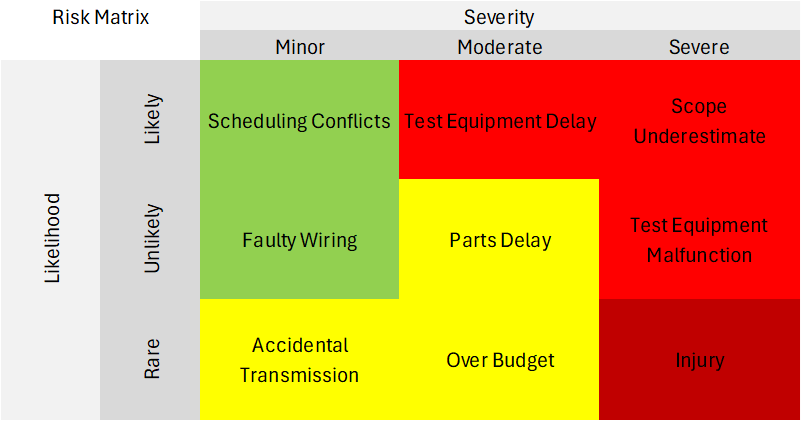 Risk Matrix
Severity
Minor
Moderate
Severe
Likelihood
Likely
Scheduling Conflicts
Test Equipment Delay
Scope
Underestimate
Unlikely
Faulty Wiring
Parts Delay
Test Equipment
Malfunction
Rare
Accidental
Transmission
Over Budget
Injury